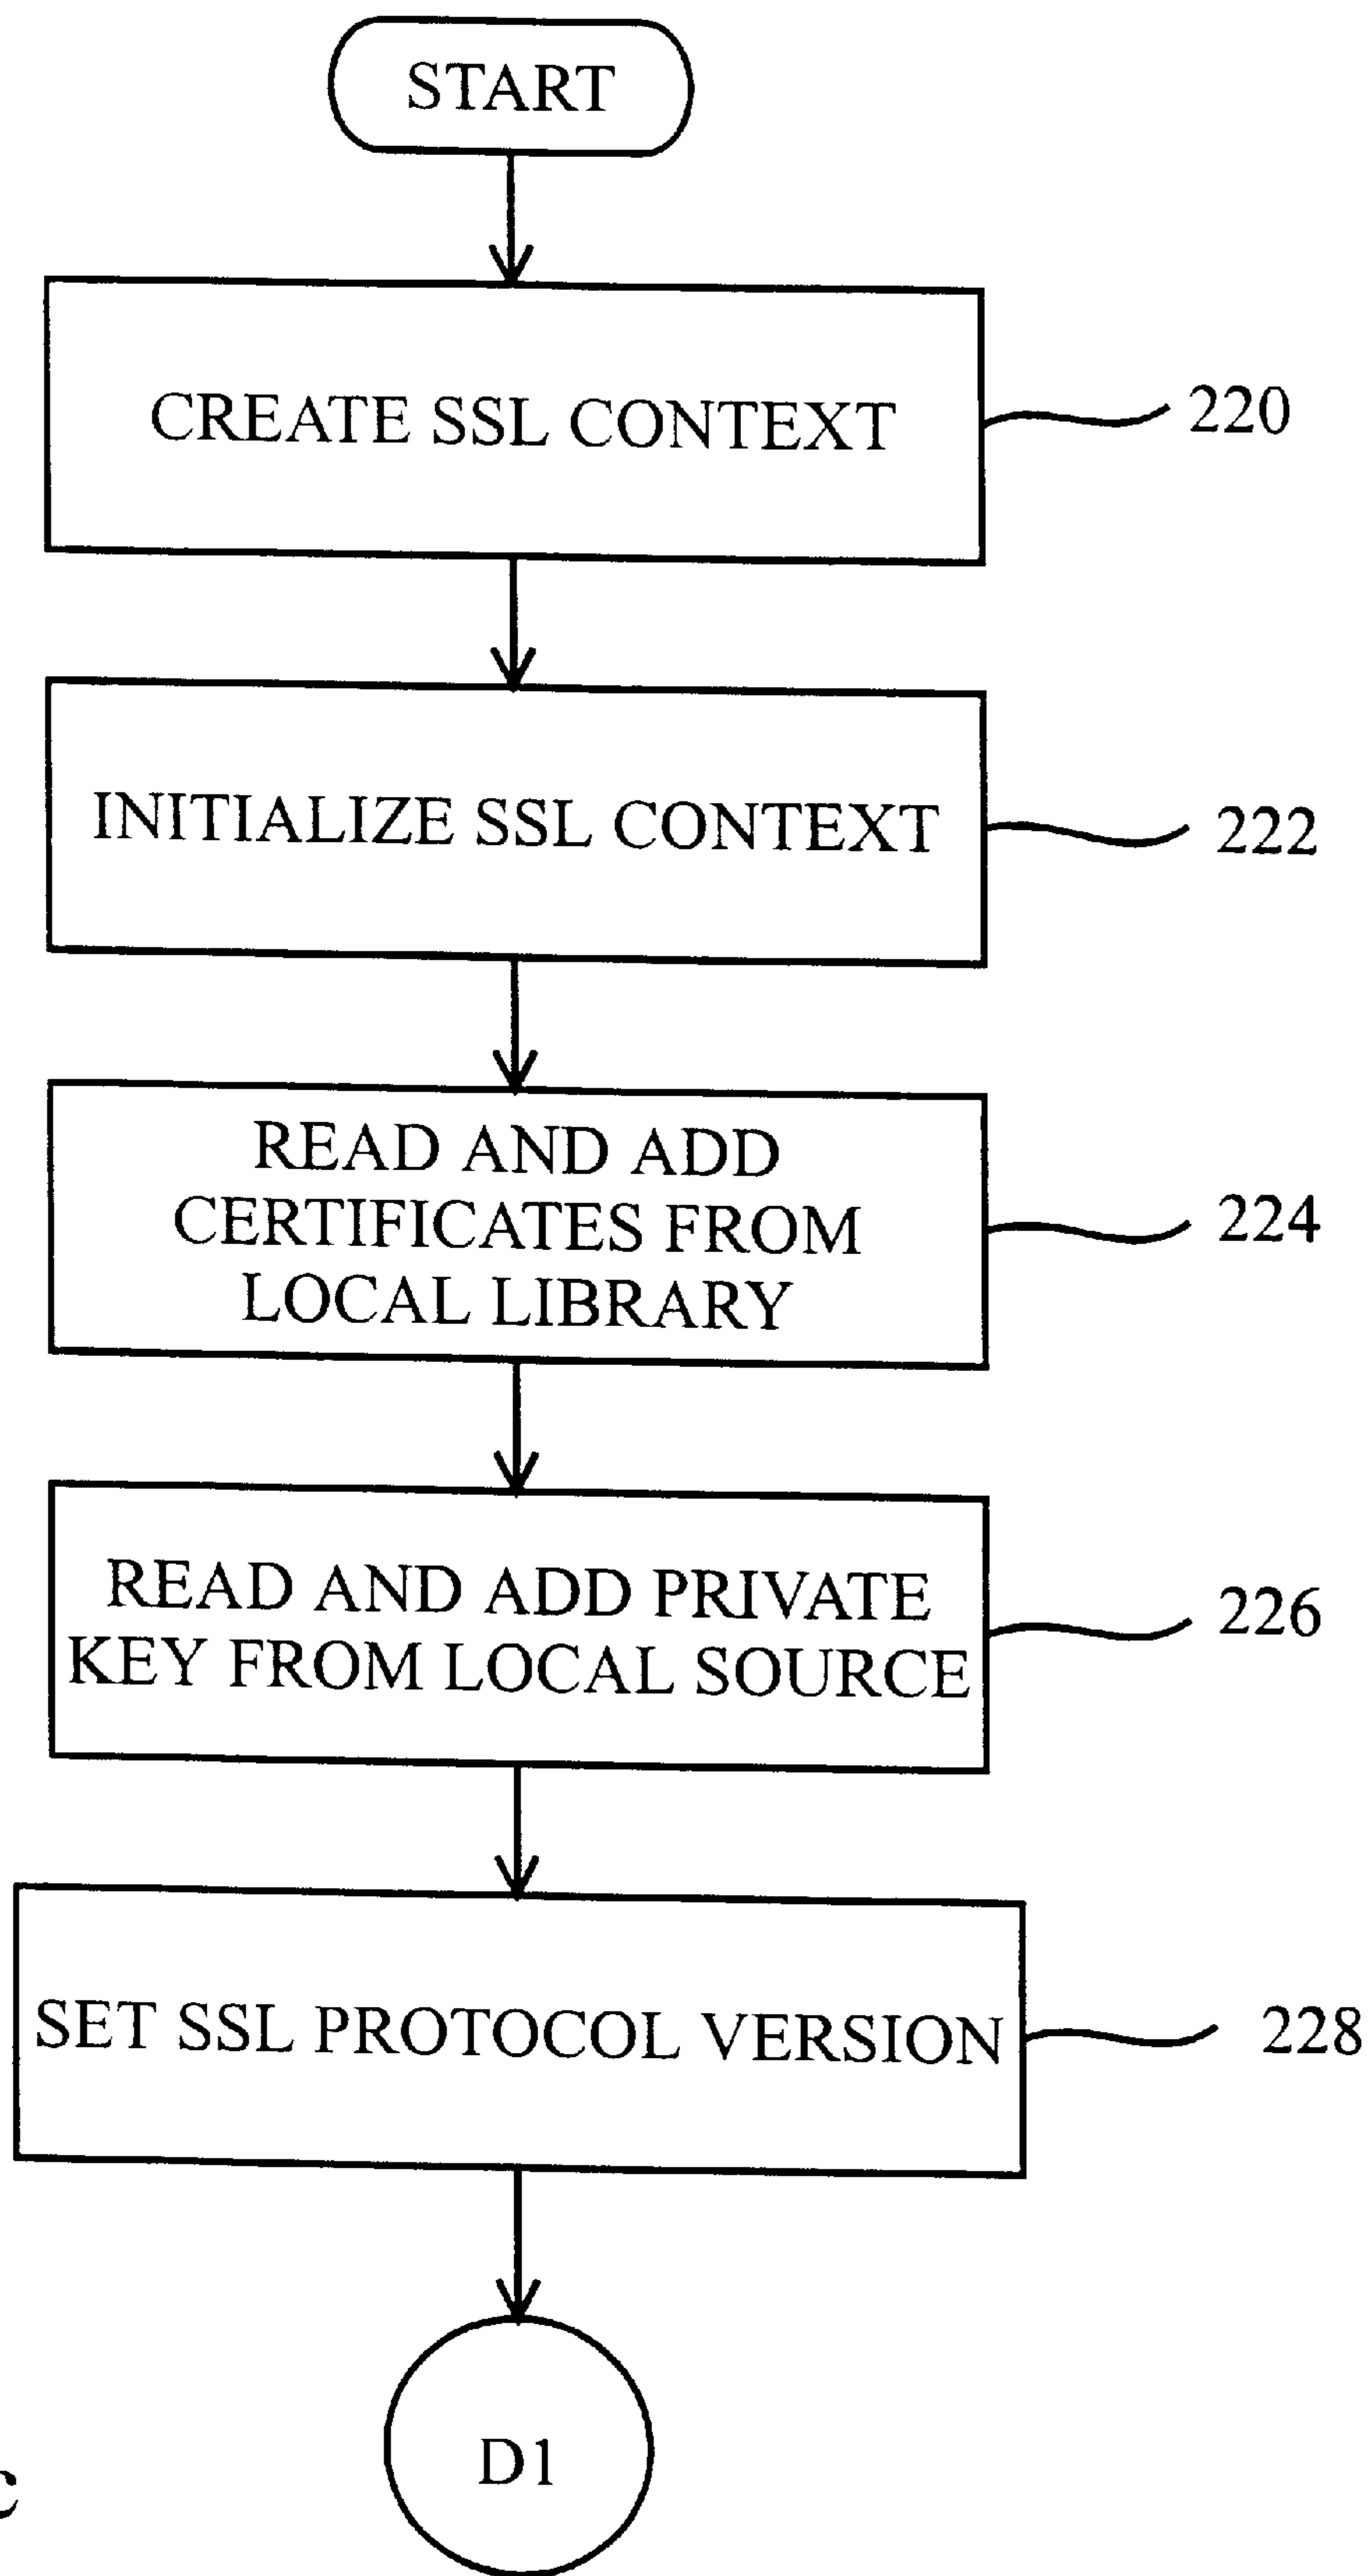 START
CREATE SSL CONTEXT
220
INITIALIZE SSL CONTEXT
222
READ AND ADD
CERTIFICATES FROM
LOCAL LIBRARY
224
READ AND ADD PRIVATE
KEY FROM LOCAL SOURCE
226
SET SSL PROTOCOL VERSION
228
D1